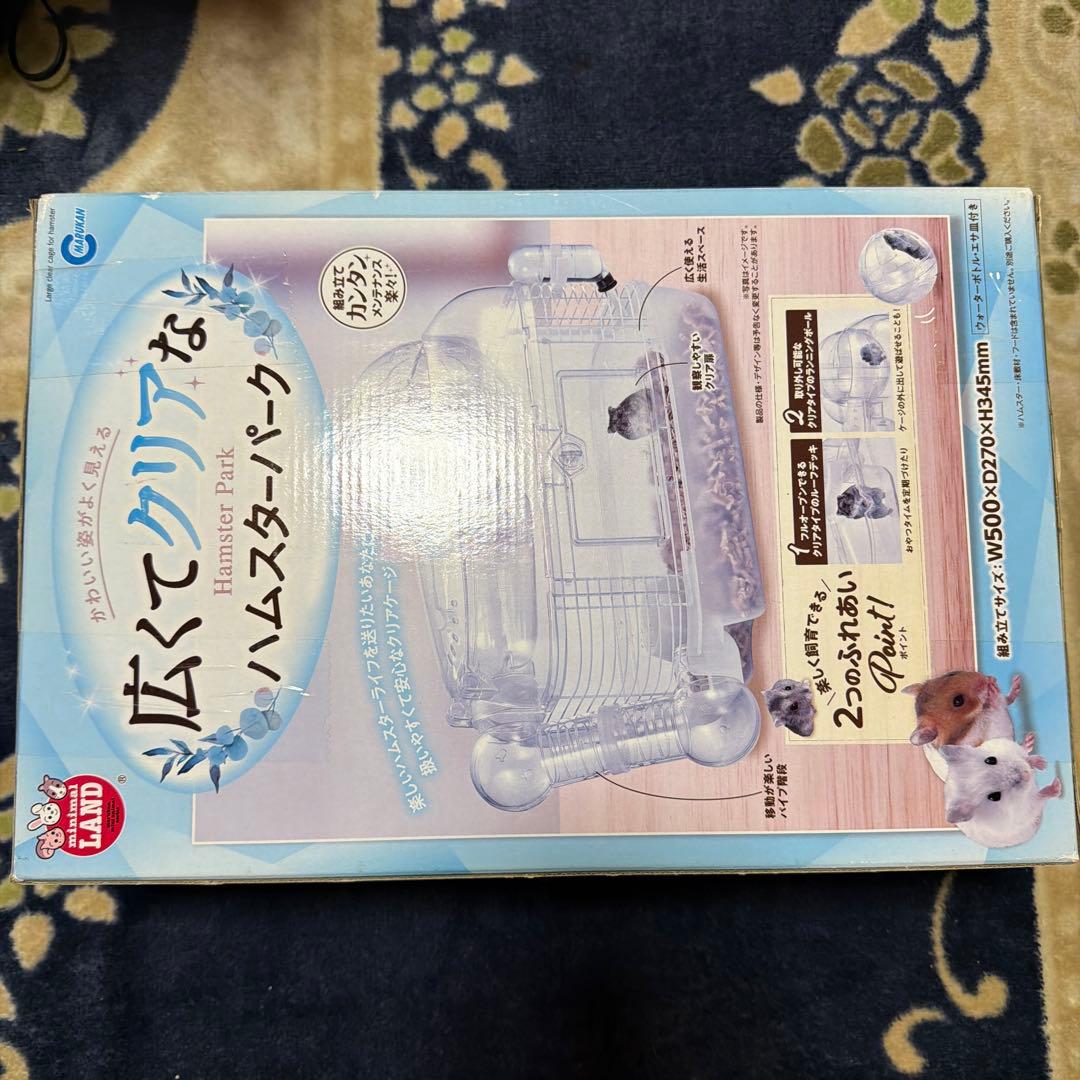 minimal
LAND
®
Large clear cage for hamster
MARUKAN
かわいい姿がよく見える
広くてクリアな
Hamster Park
ハムスターパーク
組み立て
カンタン
メンテナンス
楽々!
楽しいハムスターライフを送りたいあなたに
扱いやすくて安心なクリアケージ
広く使える
生活スペース
観察しやすい
クリア扉
移動が楽しい
パイプ階段
※写真はイメージです。
製品の仕様・デザイン等は予告なく変更することがあります。
楽しく飼育できる
2つのふれあい
Point!
ポイント
1 フルオープンできる
クリアタイプのルーフデッキ
おやつタイムを定期づけたり
2 取り外し可能な
クリアタイプのランニングボール
ケージの外に出して遊ばせることも!
組み立てサイズ:W500×D270×H345mm
ウォーターボトル・エサ皿付き
※ハムスター・床敷材・フードは含まれていません。別途ご購入ください。